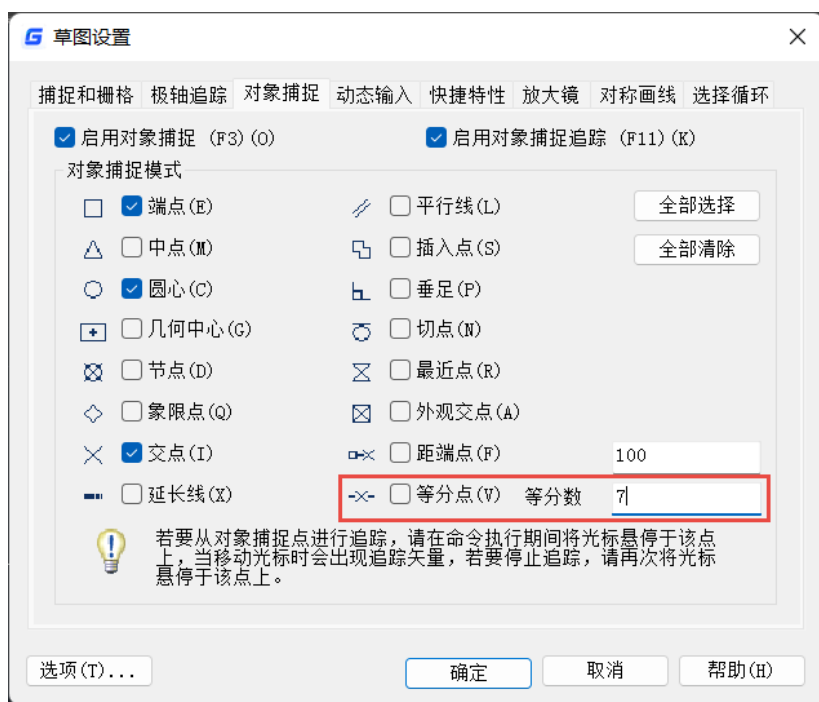 草图设置
捕捉和栅格 极轴追踪 对象捕捉 动态输入 快捷特性 放大镜 对称画线 选择循环
启用对象捕捉 (F3)(O) 启用对象捕捉追踪 (F11)(K)
对象捕捉模式
端点(E) 平行线(L) 全部选择
中点(M) 插入点(S) 全部清除
圆心(C) 垂足(P)
几何中心(G) 切点(N)
节点(D) 最近点(R)
象限点(Q) 外观交点(A)
交点(I) 距端点(F) 100
延长线(X) 等分点(V) 等分数 7
若要从对象捕捉点进行追踪，请在命令执行期间将光标悬停于该点
上，当移动光标时会出现追踪矢量，若要停止追踪，请再次将光标
悬停于该点上。
选项(T)... 确定 取消 帮助(H)